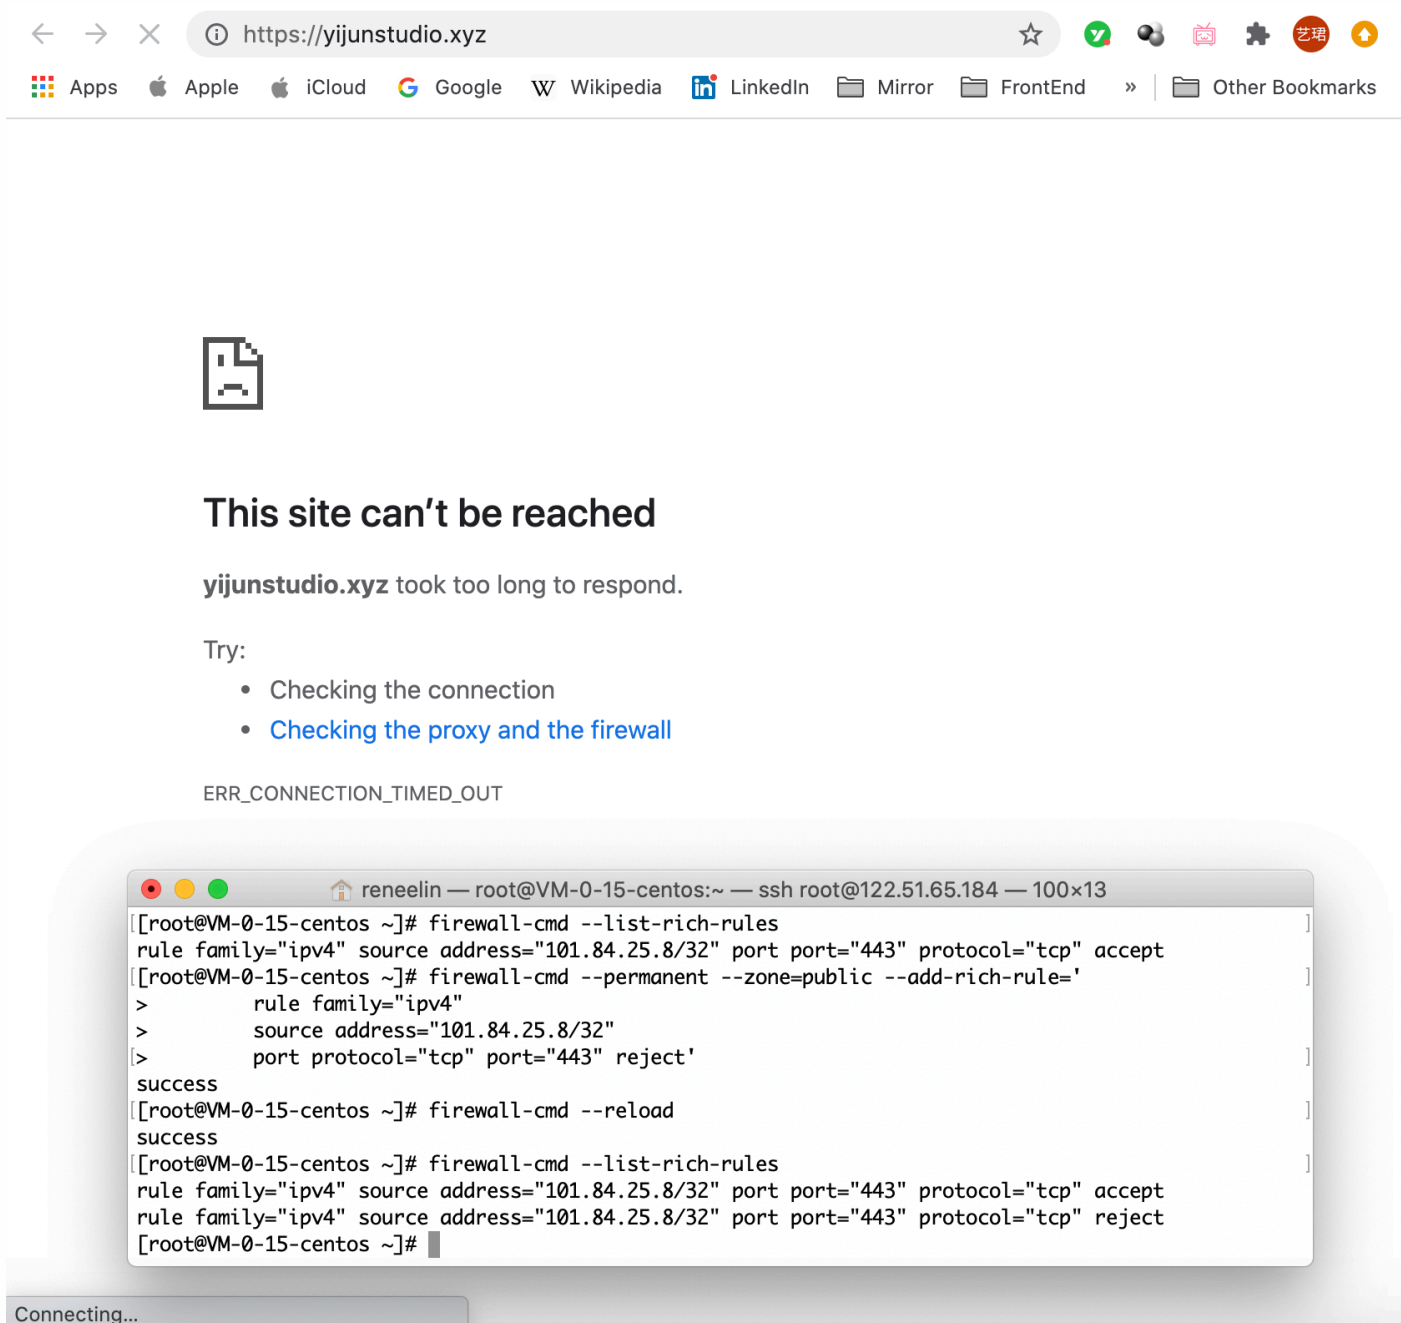 https://yijunstudio.xyz
艺珺
Apps Apple iCloud Google Wikipedia LinkedIn Mirror FrontEnd » Other Bookmarks
This site can’t be reached
yijunstudio.xyz took too long to respond.
Try:
• Checking the connection
• Checking the proxy and the firewall
ERR_CONNECTION_TIMED_OUT
reneelin — root@VM-0-15-centos:~ — ssh root@122.51.65.184 — 100×13
[[root@VM-0-15-centos ~]# firewall-cmd --list-rich-rules ]
rule family="ipv4" source address="101.84.25.8/32" port port="443" protocol="tcp" accept
[[root@VM-0-15-centos ~]# firewall-cmd --permanent --zone=public --add-rich-rule=' ]
> rule family="ipv4"
> source address="101.84.25.8/32"
[> port protocol="tcp" port="443" reject' ]
success
[[root@VM-0-15-centos ~]# firewall-cmd --reload ]
success
[[root@VM-0-15-centos ~]# firewall-cmd --list-rich-rules ]
rule family="ipv4" source address="101.84.25.8/32" port port="443" protocol="tcp" accept
rule family="ipv4" source address="101.84.25.8/32" port port="443" protocol="tcp" reject
[root@VM-0-15-centos ~]#
Connecting...